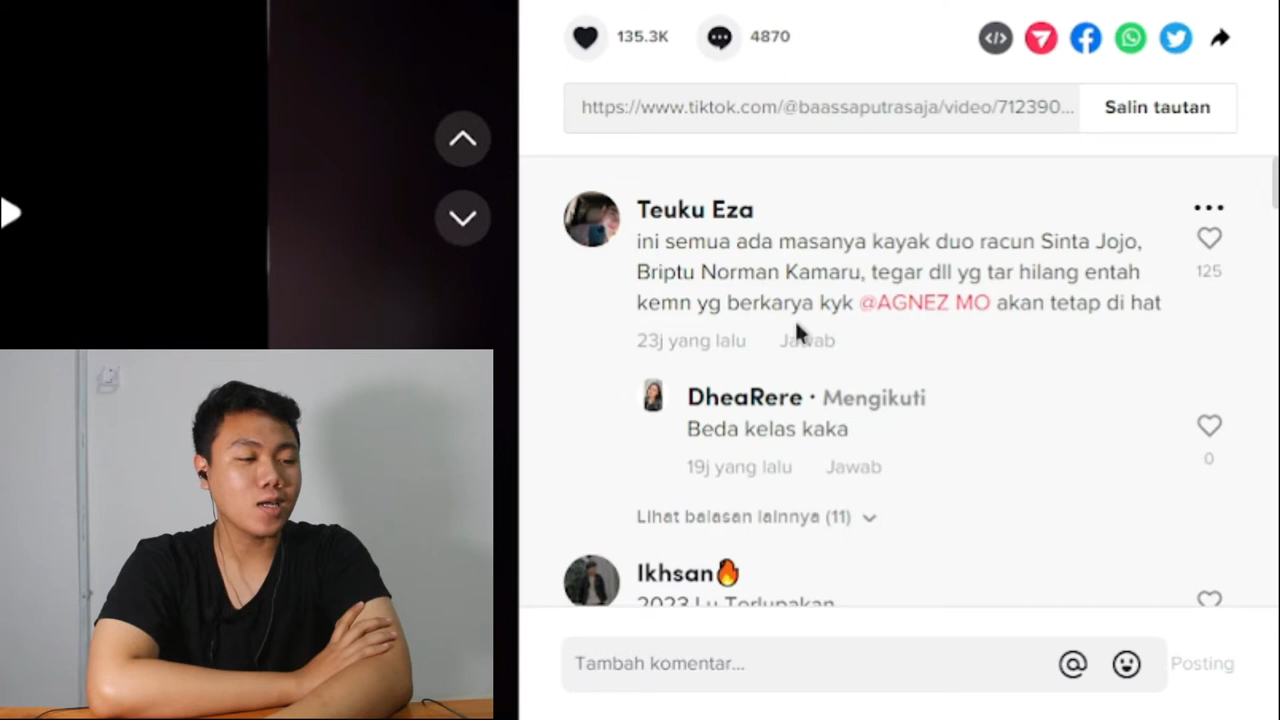 135.3K
4870
https://www.tiktok.com/@baassaputrasaja/video/712390...
Salin tautan
Teuku Eza
ini semua ada masanya kayak duo racun Sinta Jojo,
Briptu Norman Kamaru, tegar dll yg tar hilang entah
kemn yg berkarya kyk @AGNEZ MO akan tetap di hat
125
23j yang lalu Jawab
DheaRere · Mengikuti
Beda kelas kaka
19j yang lalu Jawab
0
Lihat balasan lainnya (11)
Ikhsan🔥
2023 Lu Terlupakan
Tambah komentar...
Posting